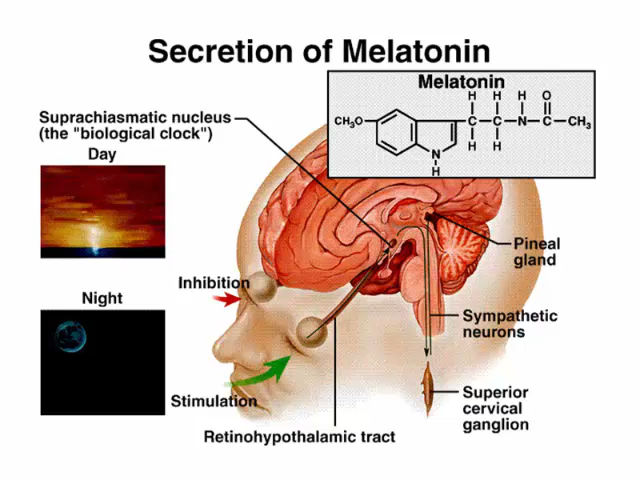 Secretion of Melatonin
Melatonin
H H H O
CH₃O C C N C CH₃
H H
N
H
Suprachiasmatic nucleus
(the "biological clock")
Day
Pineal
gland
Inhibition
Night
Sympathetic
neurons
Stimulation
Superior
cervical
ganglion
Retinohypothalamic tract